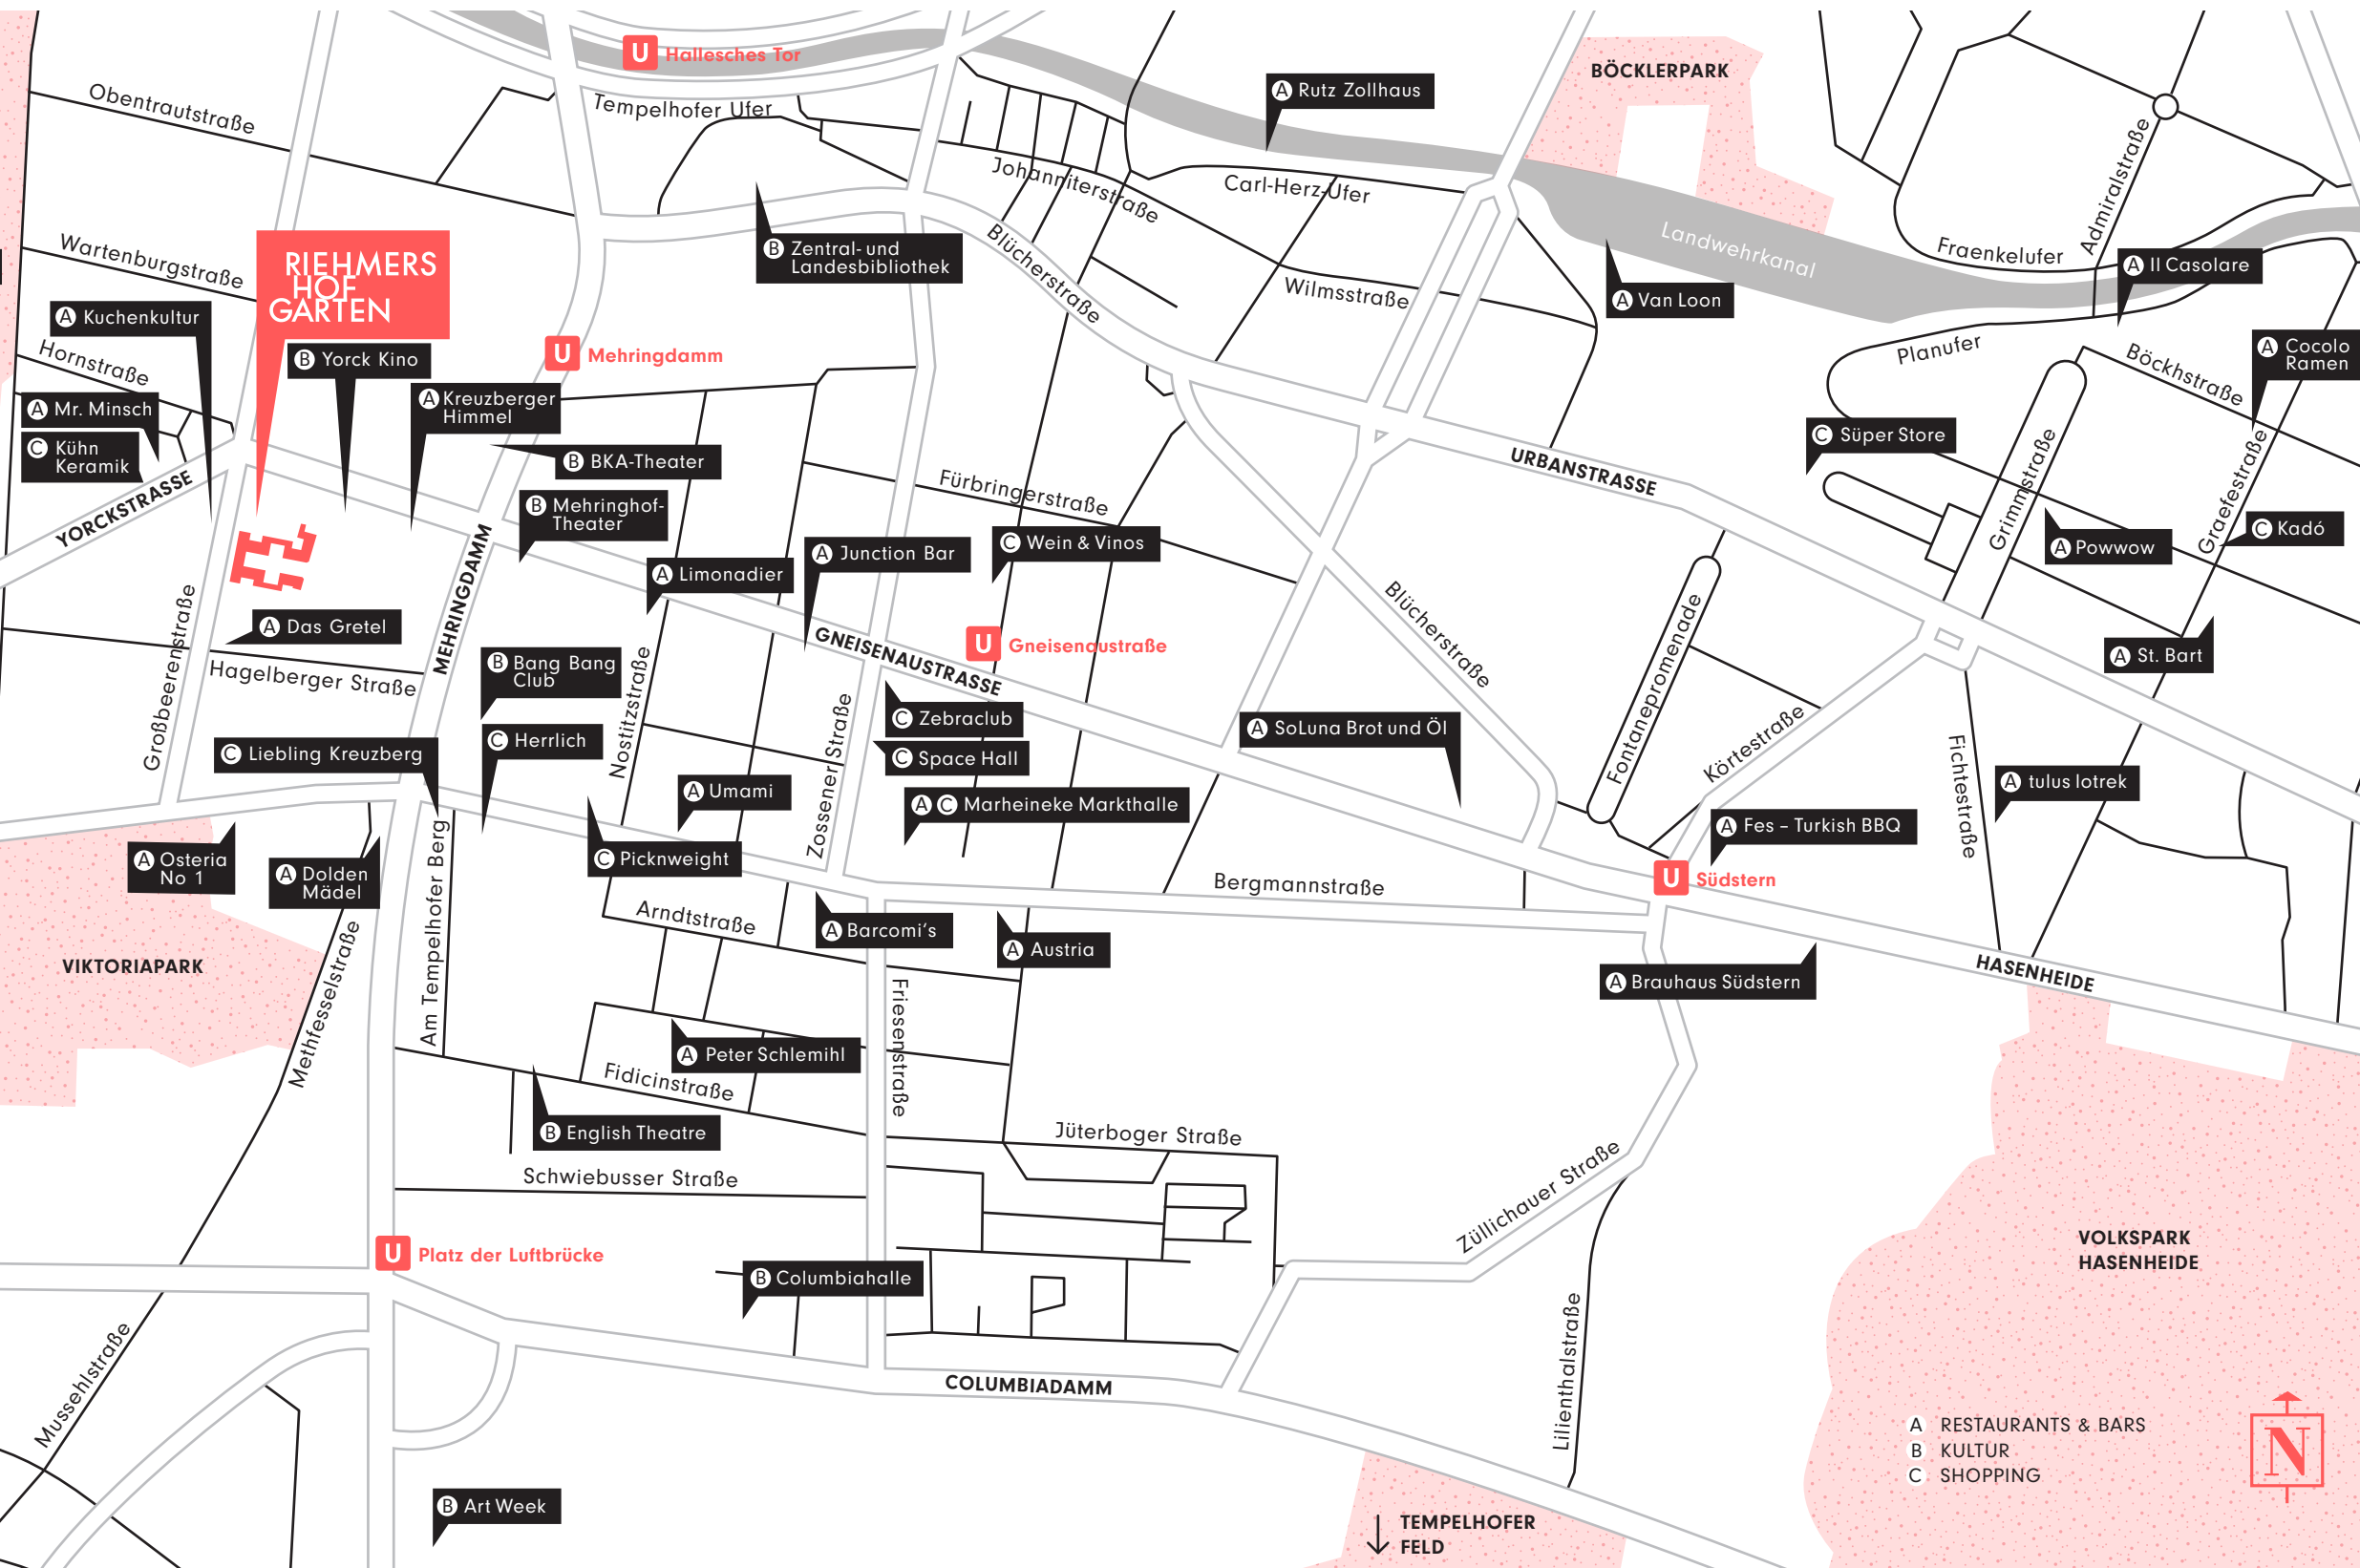 U Hallesches Tor
BÖCKLERPARK
A Rutz Zollhaus
Obentrautstraße
Tempelhofer Ufer
Johanniterstraße
Carl-Herz-Ufer
Admiralstraße
Landwehrkanal
Fraenkelufer
Wartenburgstraße
RIEHMERS
HOF
GARTEN
B Zentral- und
Landesbibliothek
Blücherstraße
Wilmsstraße
A Van Loon
A Il Casolare
A Kuchenkultur
Hornstraße
B Yorck Kino
U Mehringdamm
Planufer
Böckhstraße
A Cocolo
Ramen
A Mr. Minsch
A Kreuzberger
Himmel
C Kühn
Keramik
B BKA-Theater
C Süper Store
URBANSTRASSE
YORCKSTRASSE
B Mehringhof-
Theater
Fürbringerstraße
Grimmstraße
Graefestraße
C Kadó
A Powwow
C Wein & Vinos
A Junction Bar
A Limonadier
MEHRINGDAMM
Großbeerenstraße
A Das Gretel
GNEISENAUSTRASSE
U Gneisenaustraße
Blücherstraße
Fontanepromenade
A St. Bart
Hagelberger Straße
B Bang Bang
Club
Nostitzstraße
Zossener Straße
C Zebraclub
A SoLuna Brot und Öl
Körtestraße
Fichtestraße
C Liebling Kreuzberg
C Herrlich
C Space Hall
A tulus lotrek
A Umami
A C Marheineke Markthalle
A Fes – Turkish BBQ
A Osteria
No 1
A Dolden
Mädel
Am Tempelhofer Berg
C Picknweight
Bergmannstraße
U Südstern
Arndtstraße
A Barcomi's
A Austria
VIKTORIAPARK
Methfesselstraße
A Brauhaus Südstern
HASENHEIDE
Friesenstraße
A Peter Schlemihl
Fidicinstraße
B English Theatre
Jüterboger Straße
Schwiebusser Straße
Züllichauer Straße
VOLKSPARK
HASENHEIDE
U Platz der Luftbrücke
B Columbiahalle
Mussehlstraße
COLUMBIADAMM
Lilienthalstraße
A RESTAURANTS & BARS
B KULTUR
C SHOPPING
N
B Art Week
TEMPELHOFER
FELD